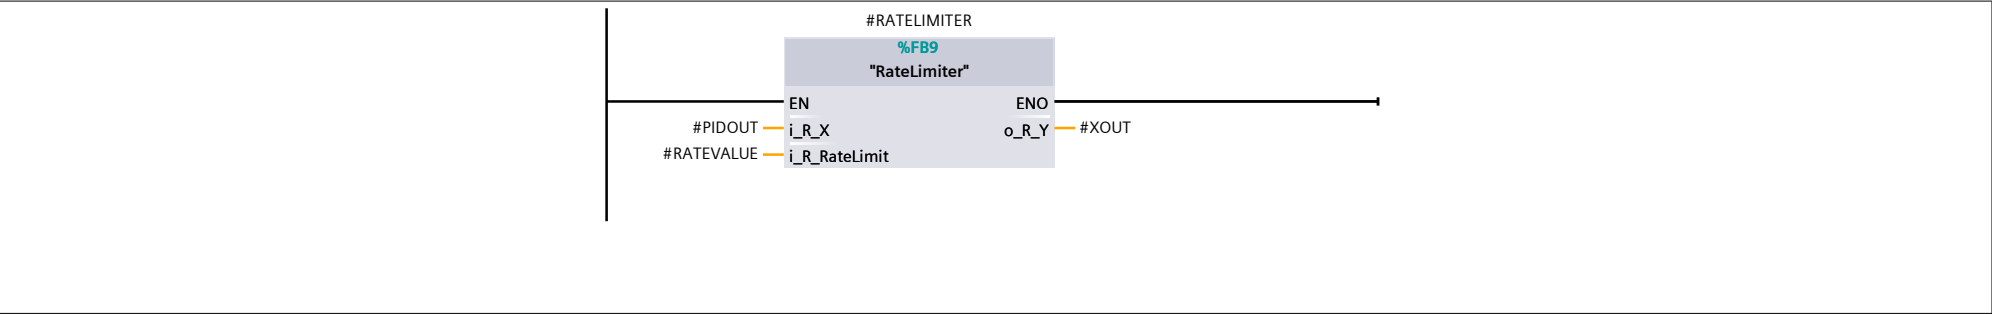 #RATELIMITER
%FB9
"RateLimiter"
EN ENO
#PIDOUT i_R_X o_R_Y #XOUT
#RATEVALUE i_R_RateLimit